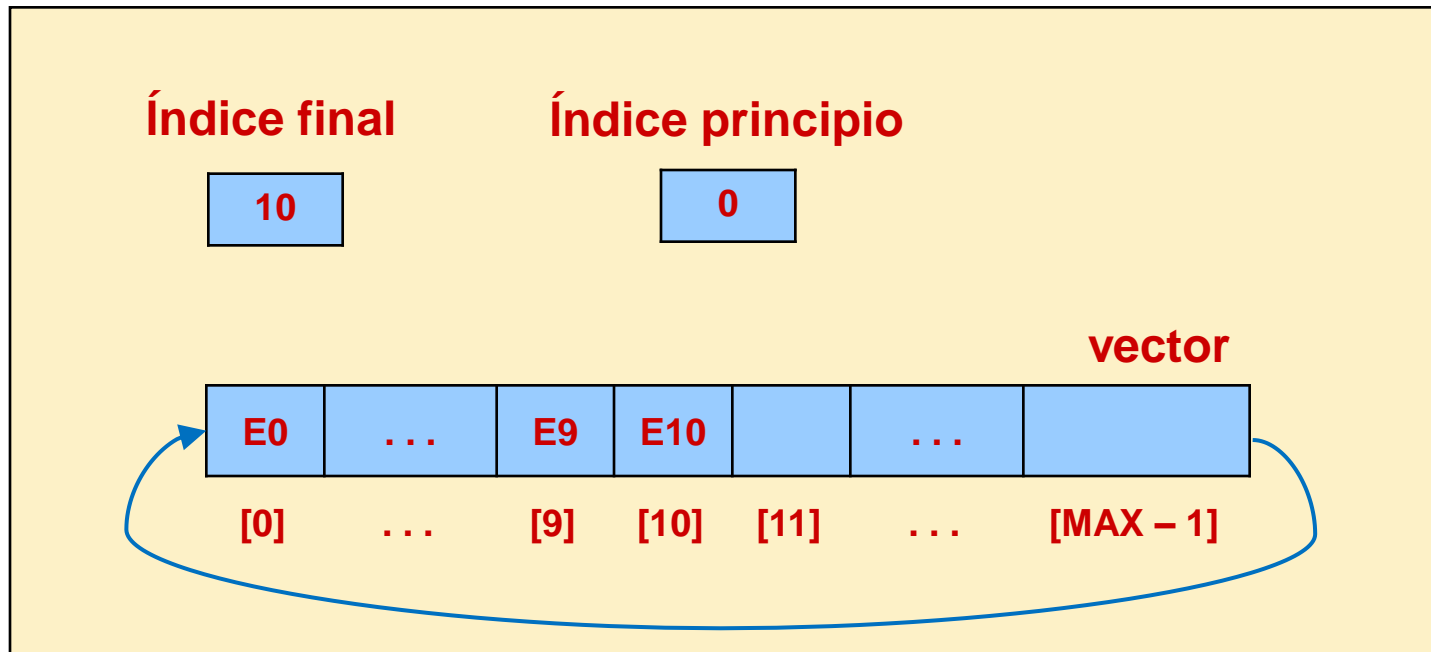 Índice final Índice principio
10 0
vector
E0 . . . E9 E10 . . .
[0] . . . [9] [10] [11] . . . [MAX – 1]